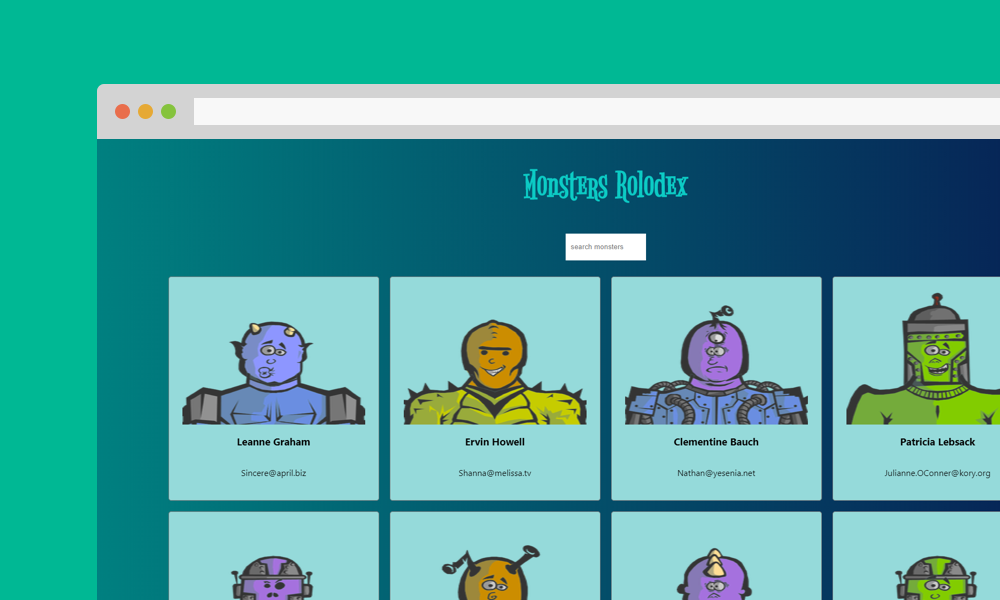 Monsters Rolodex
search monsters
Leanne Graham
Ervin Howell
Clementine Bauch
Patricia Lebsack
Sincere@april.biz
Shanna@melissa.tv
Nathan@yesenia.net
Julianne.OConner@kory.org